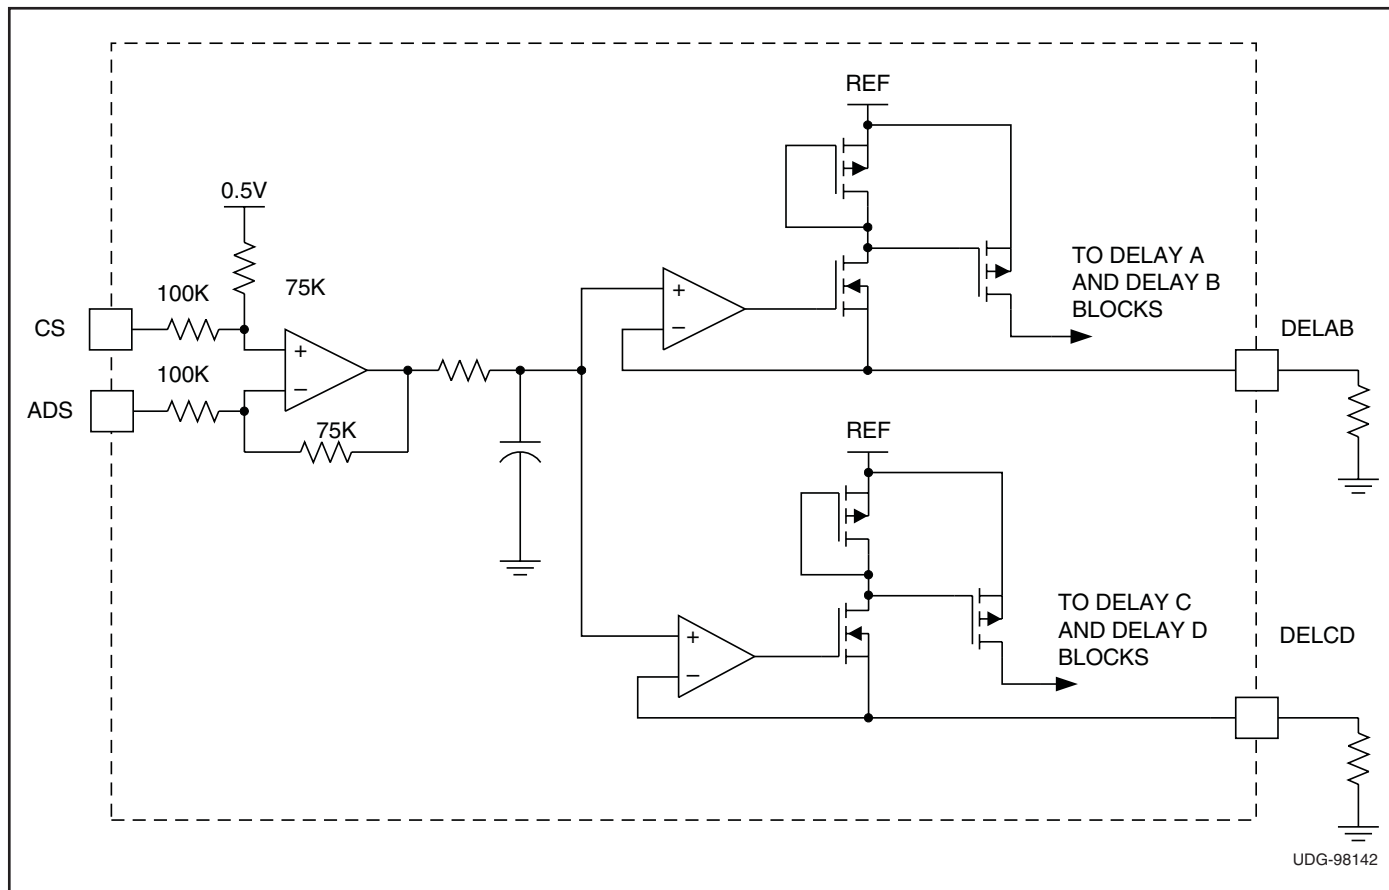 REF
0.5V
75K
100K
CS
+
−
100K
ADS
75K
+
−
TO DELAY A
AND DELAY B
BLOCKS
DELAB
REF
+
−
TO DELAY C
AND DELAY D
BLOCKS
DELCD
UDG-98142